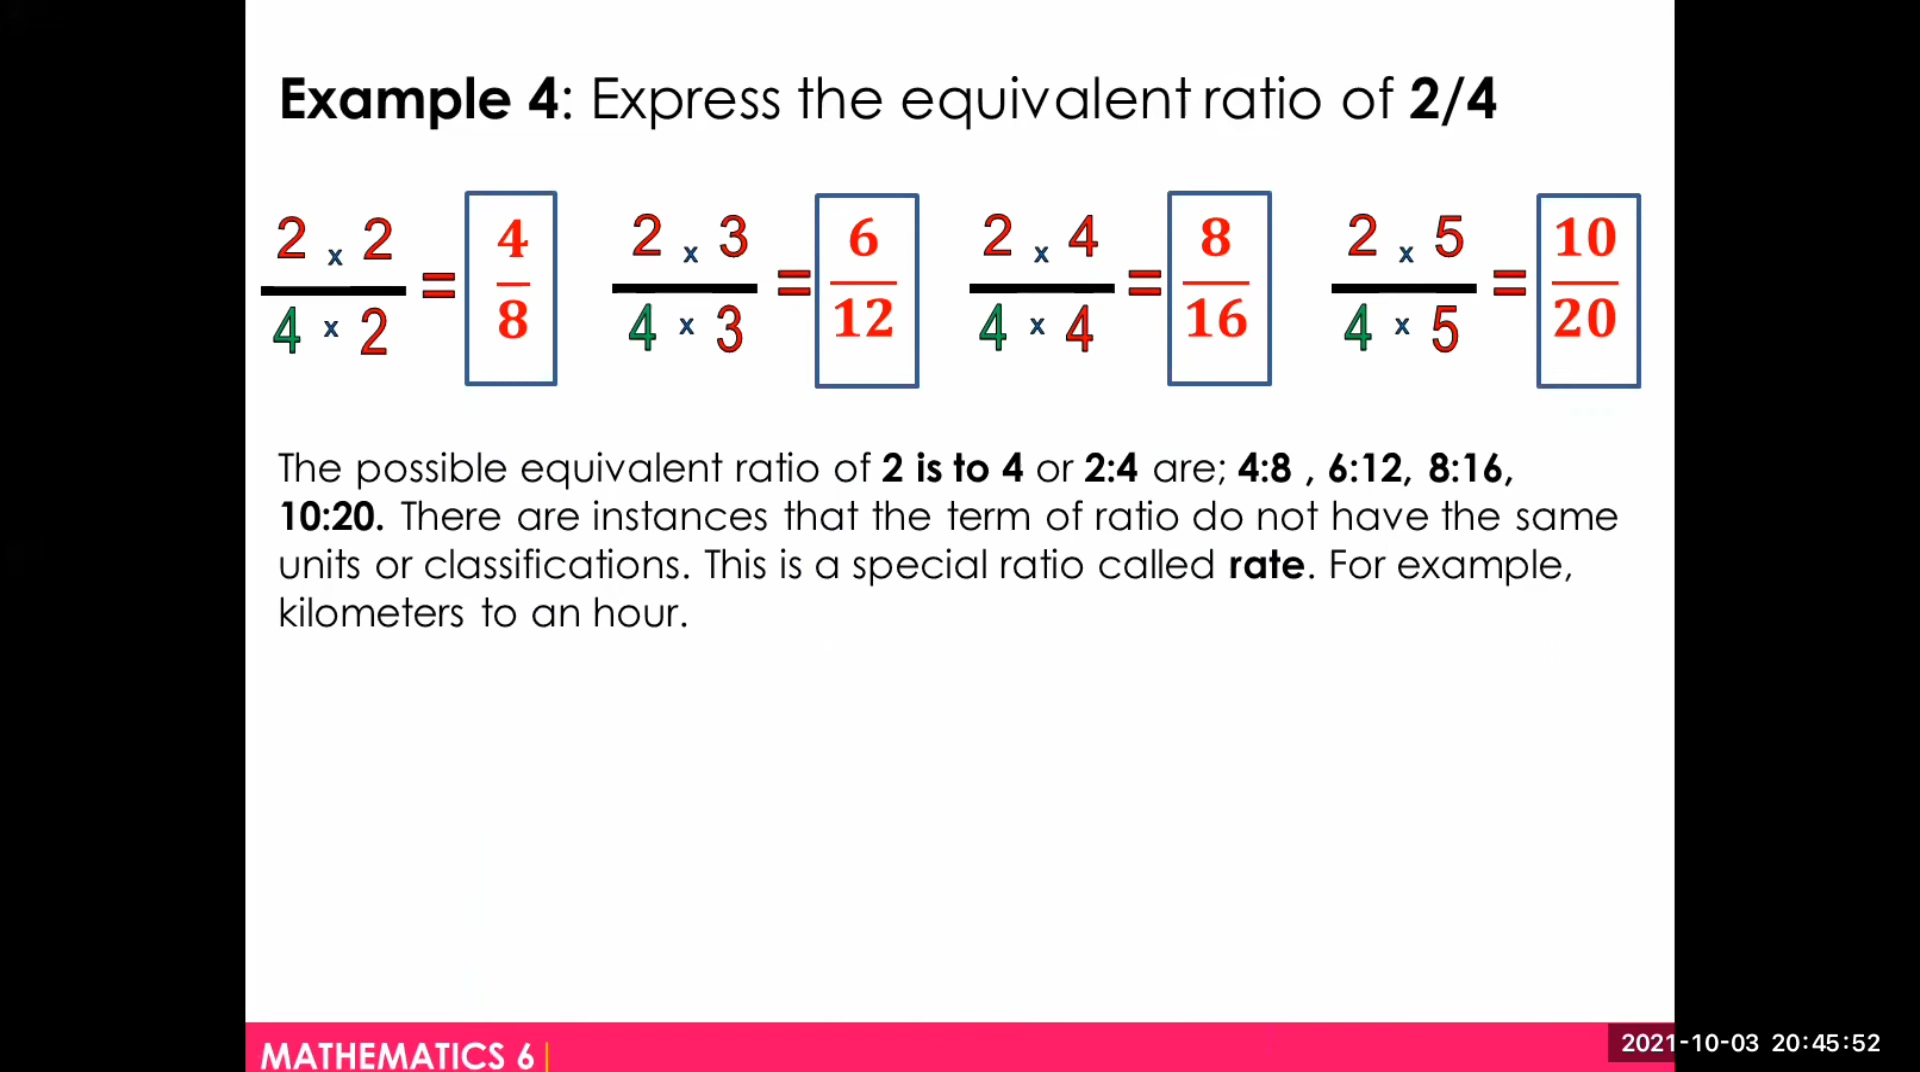 Example 4: Express the equivalent ratio of 2/4
2 x 2
4 x 2
=
4
8
2 x 3
4 x 3
=
6
12
2 x 4
4 x 4
=
8
16
2 x 5
4 x 5
=
10
20
The possible equivalent ratio of 2 is to 4 or 2:4 are; 4:8 , 6:12, 8:16,
10:20. There are instances that the term of ratio do not have the same
units or classifications. This is a special ratio called rate. For example,
kilometers to an hour.
MATHEMATICS 6|
2021-10-03 20:45:52